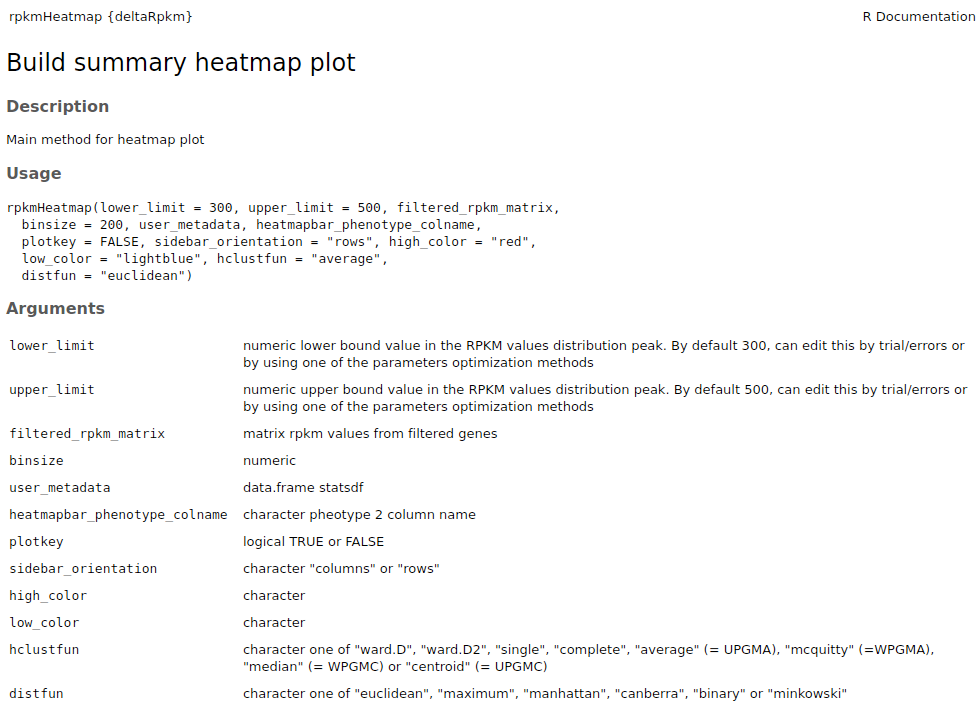 rpkmHeatmap {deltaRpkm} R Documentation
Build summary heatmap plot
Description
Main method for heatmap plot
Usage
rpkmHeatmap(lower_limit = 300, upper_limit = 500, filtered_rpkm_matrix,
  binsize = 200, user_metadata, heatmapbar_phenotype_colname,
  plotkey = FALSE, sidebar_orientation = "rows", high_color = "red",
  low_color = "lightblue", hclustfun = "average",
  distfun = "euclidean")
Arguments
lower_limit numeric lower bound value in the RPKM values distribution peak. By default 300, can edit this by trial/errors or
by using one of the parameters optimization methods
upper_limit numeric upper bound value in the RPKM values distribution peak. By default 500, can edit this by trial/errors or
by using one of the parameters optimization methods
filtered_rpkm_matrix matrix rpkm values from filtered genes
binsize numeric
user_metadata data.frame statsdf
heatmapbar_phenotype_colname character pheotype 2 column name
plotkey logical TRUE or FALSE
sidebar_orientation character "columns" or "rows"
high_color character
low_color character
hclustfun character one of "ward.D", "ward.D2", "single", "complete", "average" (= UPGMA), "mcquitty" (=WPGMA),
"median" (= WPGMC) or "centroid" (= UPGMC)
distfun character one of "euclidean", "maximum", "manhattan", "canberra", "binary" or "minkowski"